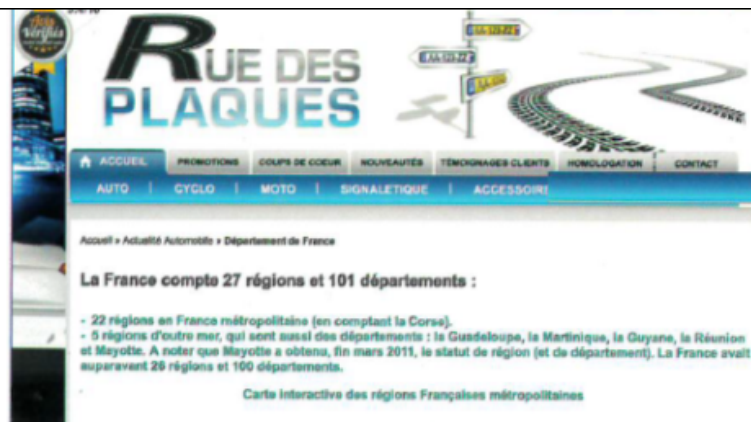 Avis
Vérifiés
RUE DES
PLAQUES
ACCUEIL PROMOTIONS COUPS DE COEUR NOUVEAUTÉS TÉMOIGNAGES CLIENTS HOMOLOGATION CONTACT
AUTO | CYCLO | MOTO | SIGNALETIQUE | ACCESSOIRE
Accueil » Actualité Automobile » Département de France
La France compte 27 régions et 101 départements :
- 22 régions en France métropolitaine (en comptant la Corse).
- 5 régions d'outre mer, qui sont aussi des départements : la Guadeloupe, la Martinique, la Guyane, la Réunion
et Mayotte. A noter que Mayotte a obtenu, fin mars 2011, le statut de région (et de département). La France avait
auparavant 26 régions et 100 départements.
Carte interactive des régions Françaises métropolitaines